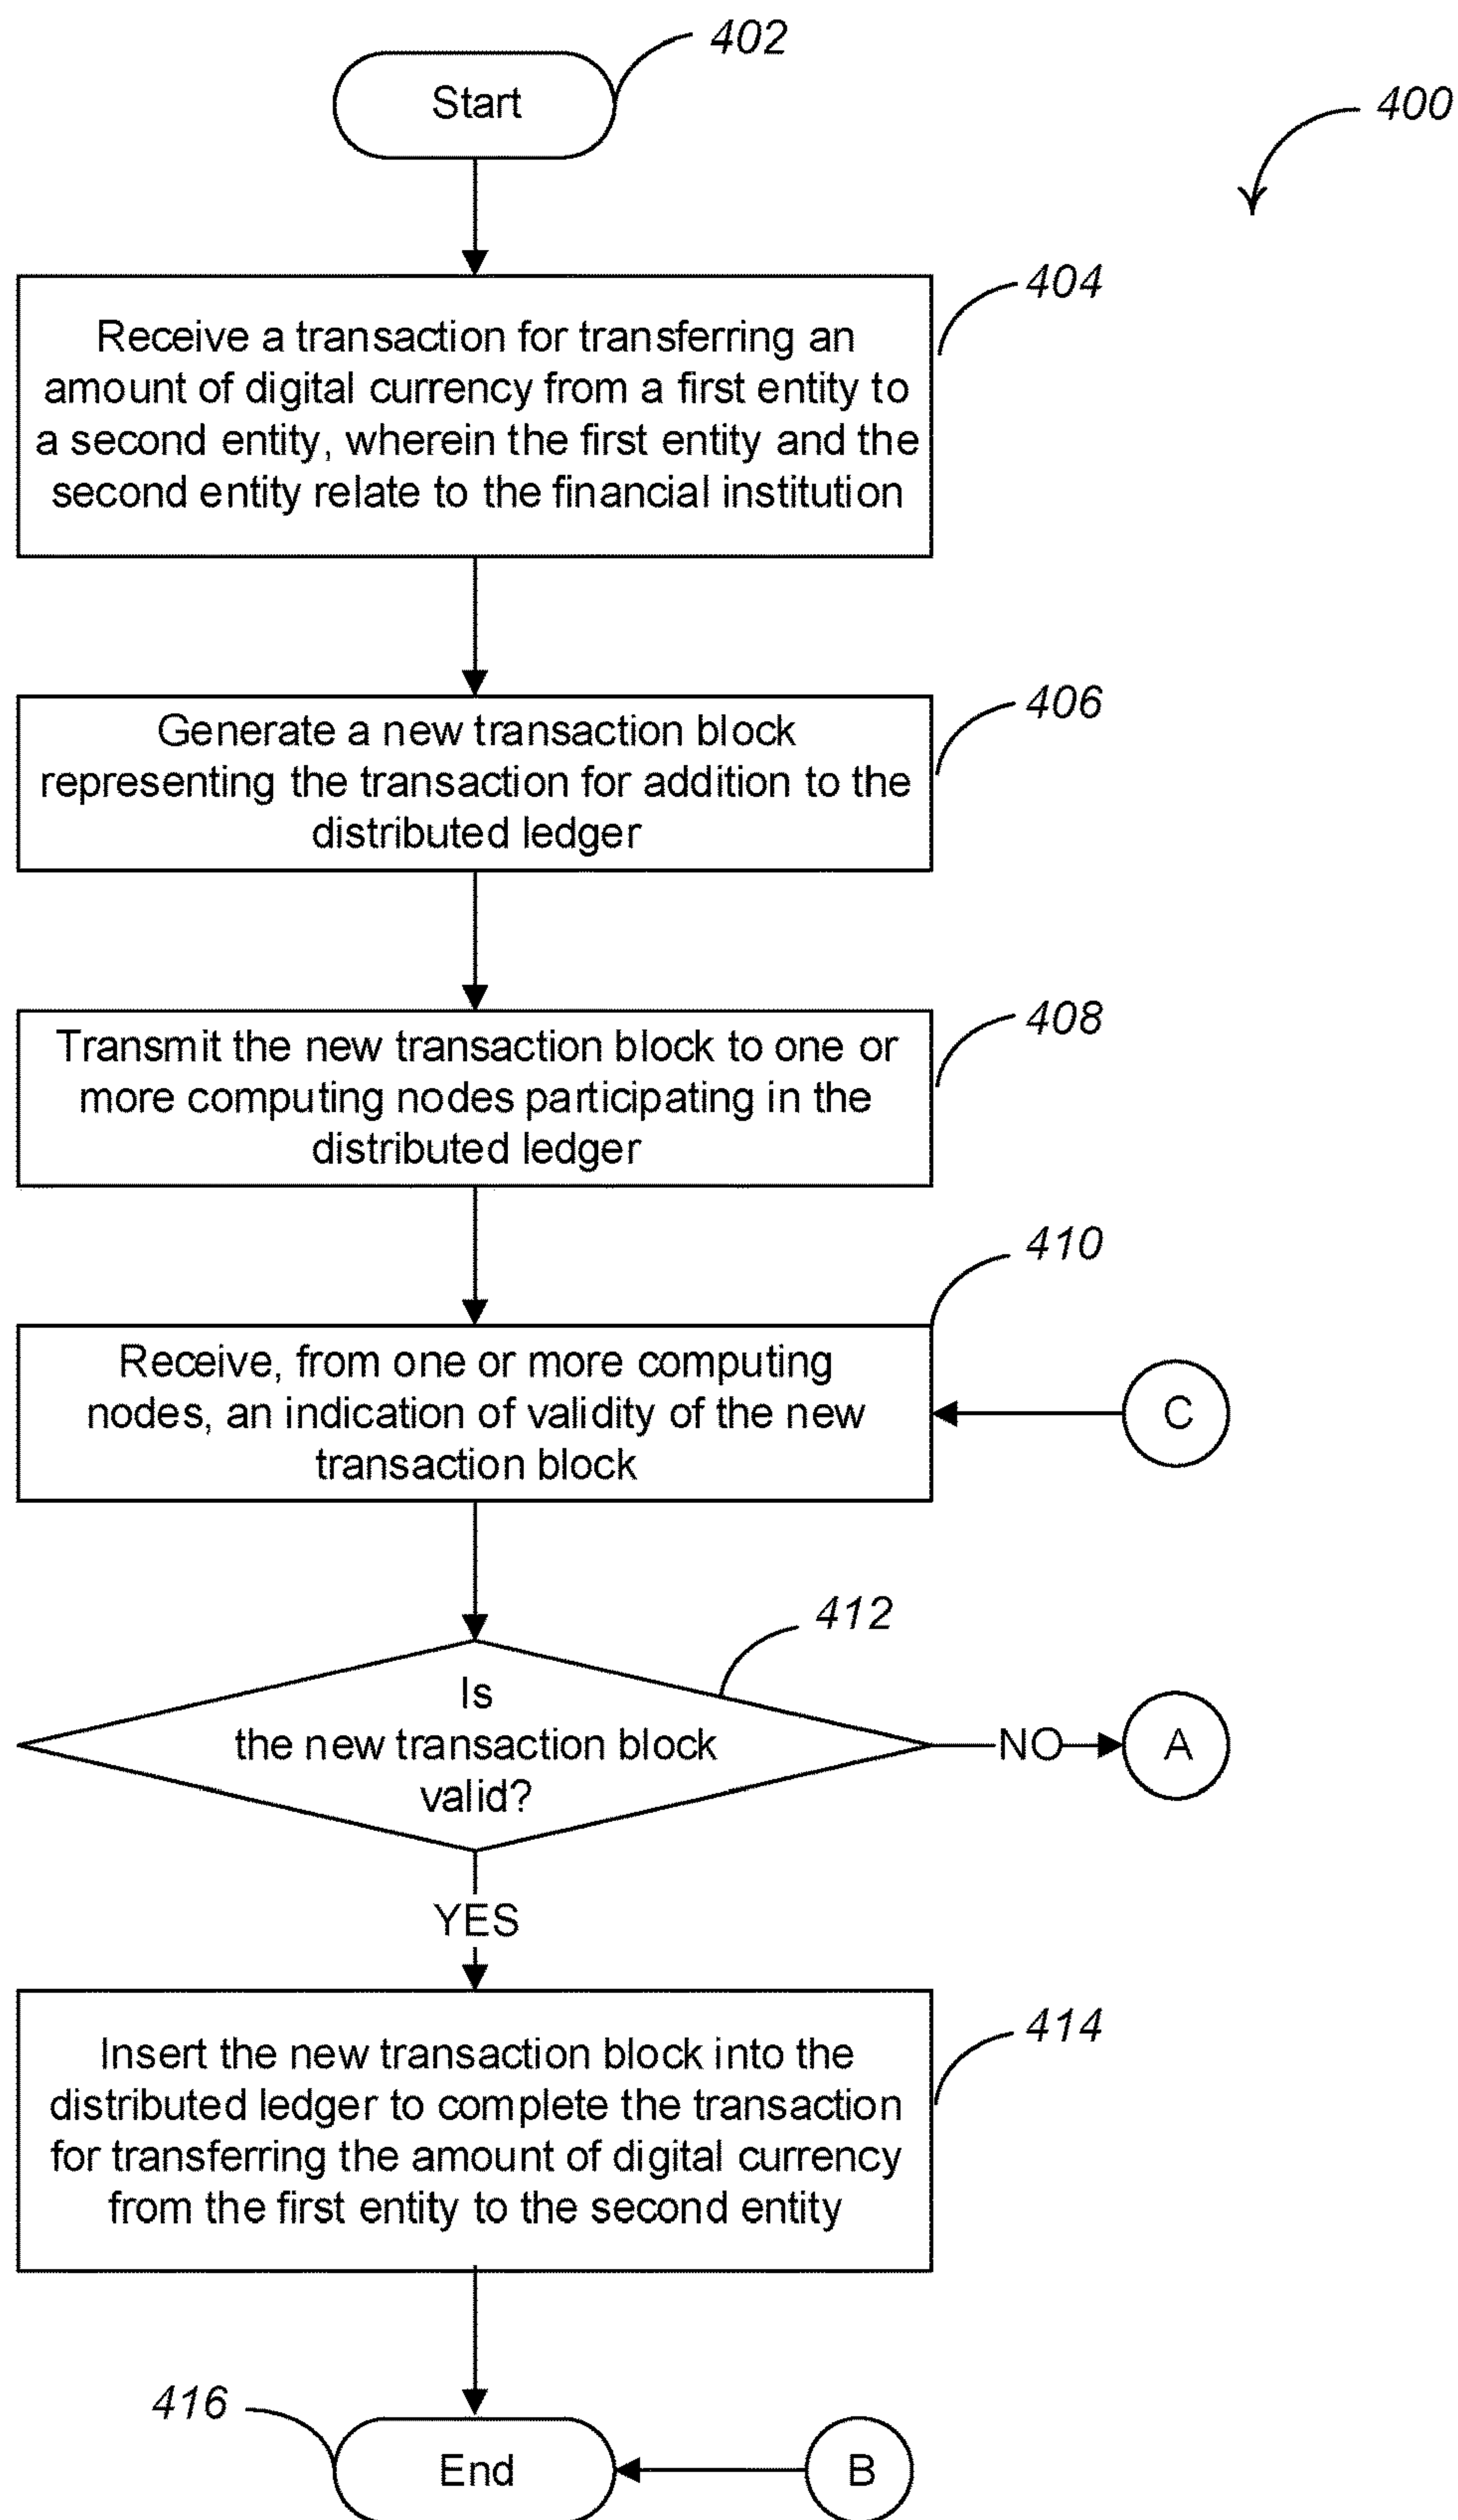 402
Start
400
404
Receive a transaction for transferring an
amount of digital currency from a first entity to
a second entity, wherein the first entity and the
second entity relate to the financial institution
406
Generate a new transaction block
representing the transaction for addition to the
distributed ledger
408
Transmit the new transaction block to one or
more computing nodes participating in the
distributed ledger
410
Receive, from one or more computing
nodes, an indication of validity of the new
transaction block
C
412
Is
the new transaction block
valid?
NO
A
YES
414
Insert the new transaction block into the
distributed ledger to complete the transaction
for transferring the amount of digital currency
from the first entity to the second entity
416
End
B